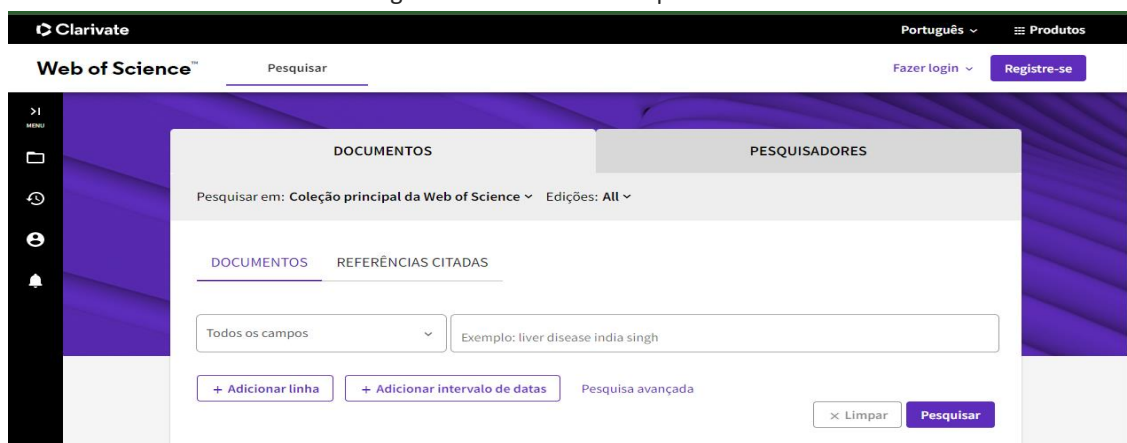 Clarivate Português Produtos
Web of Science™ Pesquisar Fazer login Registre-se
MENU
DOCUMENTOS PESQUISADORES
Pesquisar em: Coleção principal da Web of Science Edições: All
DOCUMENTOS REFERÊNCIAS CITADAS
Todos os campos Exemplo: liver disease india singh
+ Adicionar linha + Adicionar intervalo de datas Pesquisa avançada
× Limpar Pesquisar